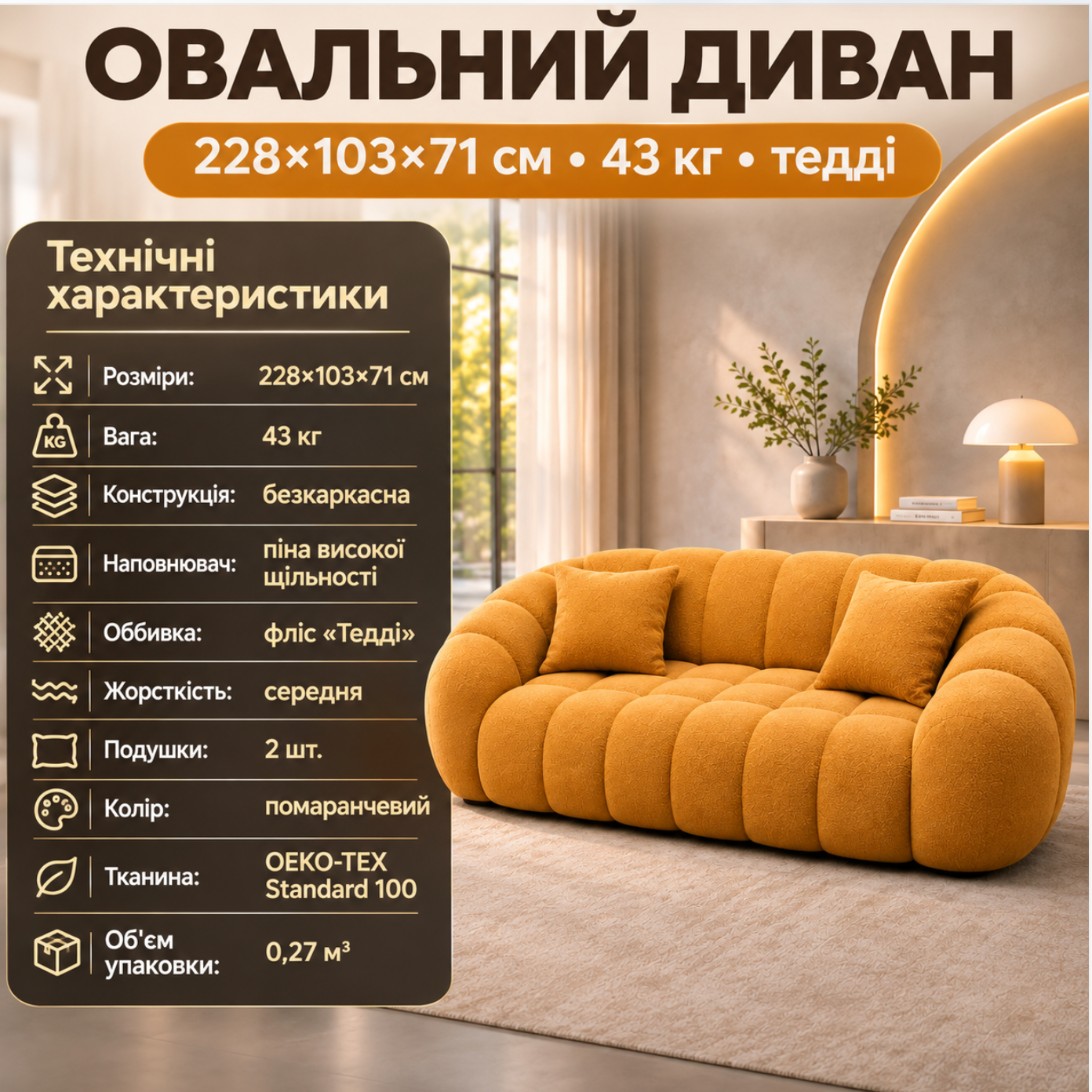 ОВАЛЬНИЙ ДИВАН
228×103×71 см • 43 кг • тедді
Технічні
характеристики
Розміри: 228×103×71 см
KG
Вага: 43 кг
Конструкція: безкаркасна
Наповнювач: піна високої
щільності
Оббивка: фліс «Тедді»
Жорсткість: середня
Подушки: 2 шт.
Колір: помаранчевий
Тканина: OEKO-TEX
Standard 100
Об'єм
упаковки: 0,27 м³